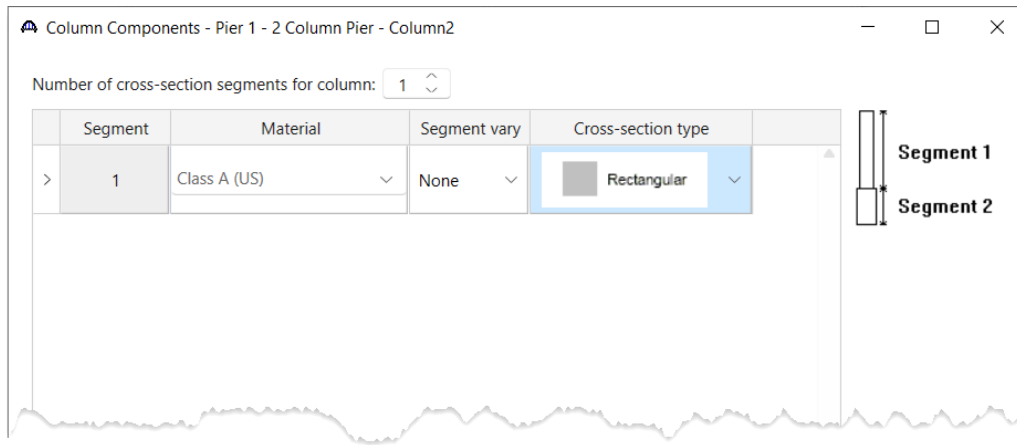 Column Components - Pier 1 - 2 Column Pier - Column2
Number of cross-section segments for column: 1
Segment Material Segment vary Cross-section type
1 Class A (US) None Rectangular
Segment 1
Segment 2